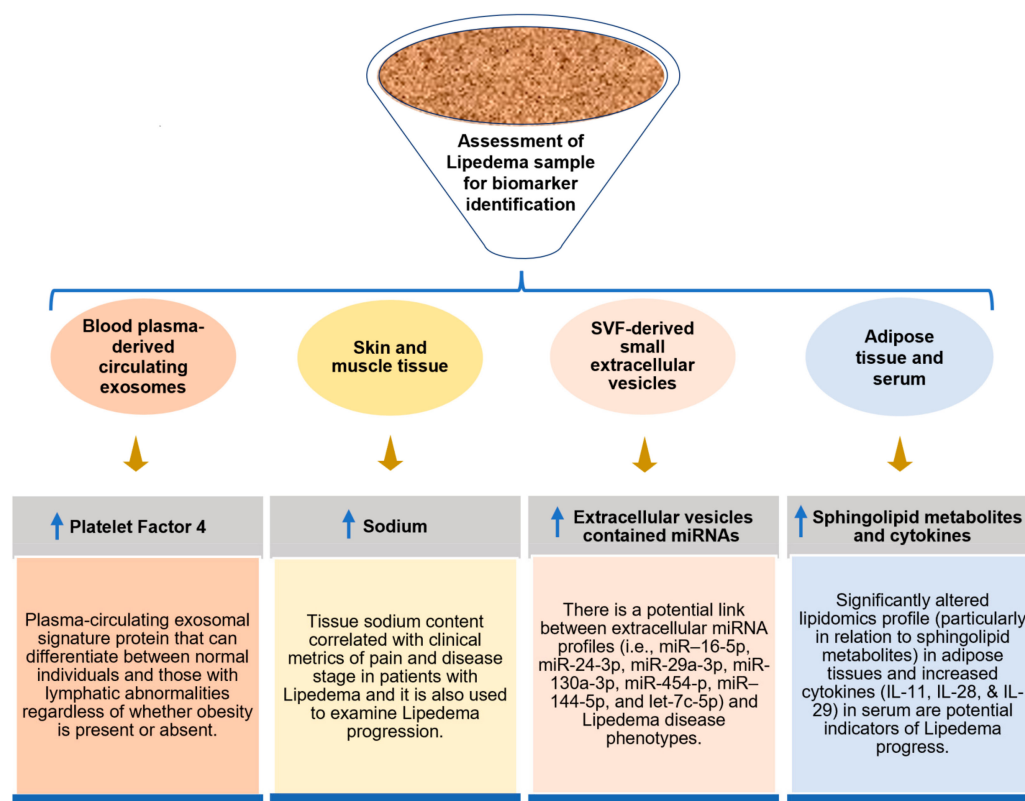 Assessment of
Lipedema sample
for biomarker
identification
Blood plasma-
derived
circulating
exosomes
Skin and
muscle tissue
SVF-derived
small
extracellular
vesicles
Adipose
tissue and
serum
Platelet Factor 4
Sodium
Extracellular vesicles
contained miRNAs
Sphingolipid metabolites
and cytokines
Plasma-circulating exosomal
signature protein that can
differentiate between normal
individuals and those with
lymphatic abnormalities
regardless of whether obesity
is present or absent.
Tissue sodium content
correlated with clinical
metrics of pain and disease
stage in patients with
Lipedema and it is also used
to examine Lipedema
progression.
There is a potential link
between extracellular miRNA
profiles (i.e., miR–16-5p,
miR-24-3p, miR-29a-3p, miR-
130a-3p, miR-454-p, miR–
144-5p, and let-7c-5p) and
Lipedema disease
phenotypes.
Significantly altered
lipidomics profile (particularly
in relation to sphingolipid
metabolites) in adipose
tissues and increased
cytokines (IL-11, IL-28, & IL-
29) in serum are potential
indicators of Lipedema
progress.